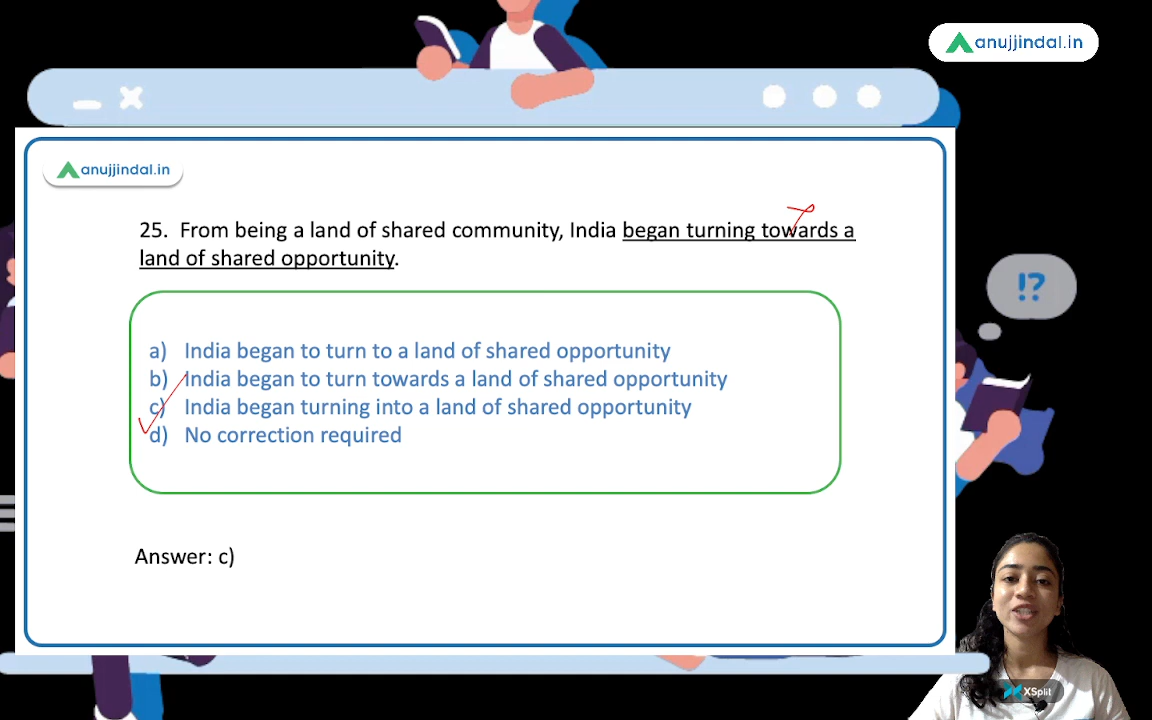 anujjindal.in
anujjindal.in
25. From being a land of shared community, India began turning towards a
land of shared opportunity.
a) India began to turn to a land of shared opportunity
b) India began to turn towards a land of shared opportunity
c) India began turning into a land of shared opportunity
d) No correction required
Answer: c)
!?
XSplit